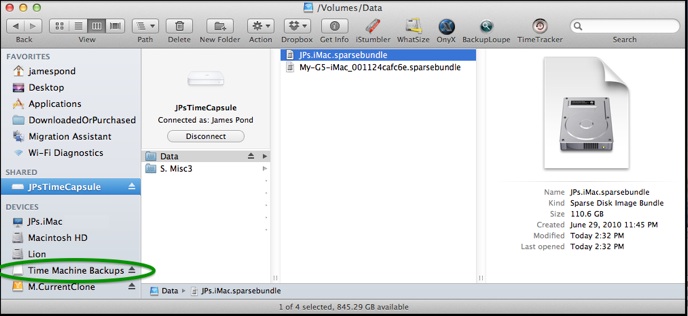 /Volumes/Data
Back
View
Path
Delete
New Folder
Action
Dropbox
Get Info
iStumbler
WhatSize
OnyX
BackupLoupe
TimeTracker
Search
FAVORITES
jamespond
Desktop
Applications
DownloadedOrPurchased
Migration Assistant
Wi-Fi Diagnostics
SHARED
JPsTimeCapsule
DEVICES
JPs.iMac
Macintosh HD
Lion
Time Machine Backups
M.CurrentClone
JPsTimeCapsule
Connected as: James Pond
Disconnect
Data
S. Misc3
JPs.iMac.sparsebundle
My-G5-iMac_001124cafc6e.sparsebundle
Name JPs.iMac.sparsebundle
Kind Sparse Disk Image Bundle
Size 110.6 GB
Created June 29, 2010 11:45 PM
Modified Today 2:32 PM
Last opened Today 2:32 PM
Data JPs.iMac.sparsebundle
1 of 4 selected, 845.29 GB available